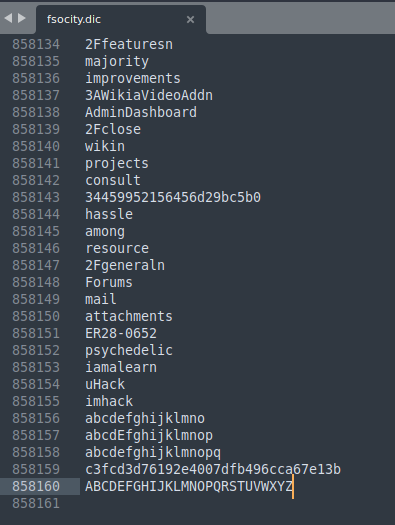 fsocity.dic ×
858134 2Ffeaturesn
858135 majority
858136 improvements
858137 3AWikiaVideoAddn
858138 AdminDashboard
858139 2Fclose
858140 wikin
858141 projects
858142 consult
858143 34459952156456d29bc5b0
858144 hassle
858145 among
858146 resource
858147 2Fgeneraln
858148 Forums
858149 mail
858150 attachments
858151 ER28-0652
858152 psychedelic
858153 iamalearn
858154 uHack
858155 imhack
858156 abcdefghijklmno
858157 abcdEfghijklmnop
858158 abcdefghijklmnopq
858159 c3fcd3d76192e4007dfb496cca67e13b
858160 ABCDEFGHIJKLMNOPQRSTUVWXYZ
858161